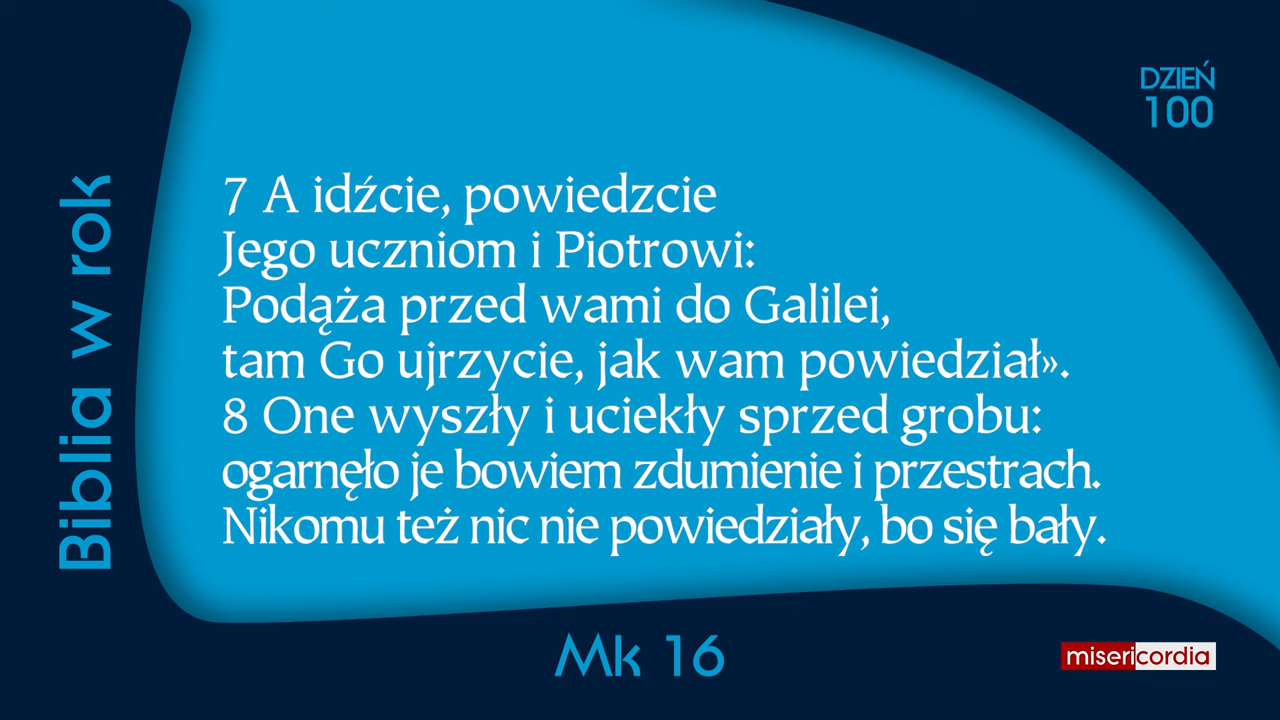 DZIEŃ
100
Biblia w rok
7 A idźcie, powiedzcie
Jego uczniom i Piotrowi:
Podąża przed wami do Galilei,
tam Go ujrzycie, jak wam powiedział».
8 One wyszły i uciekły sprzed grobu:
ogarnęło je bowiem zdumienie i przestrach.
Nikomu też nic nie powiedziały, bo się bały.
Mk 16
misericordia